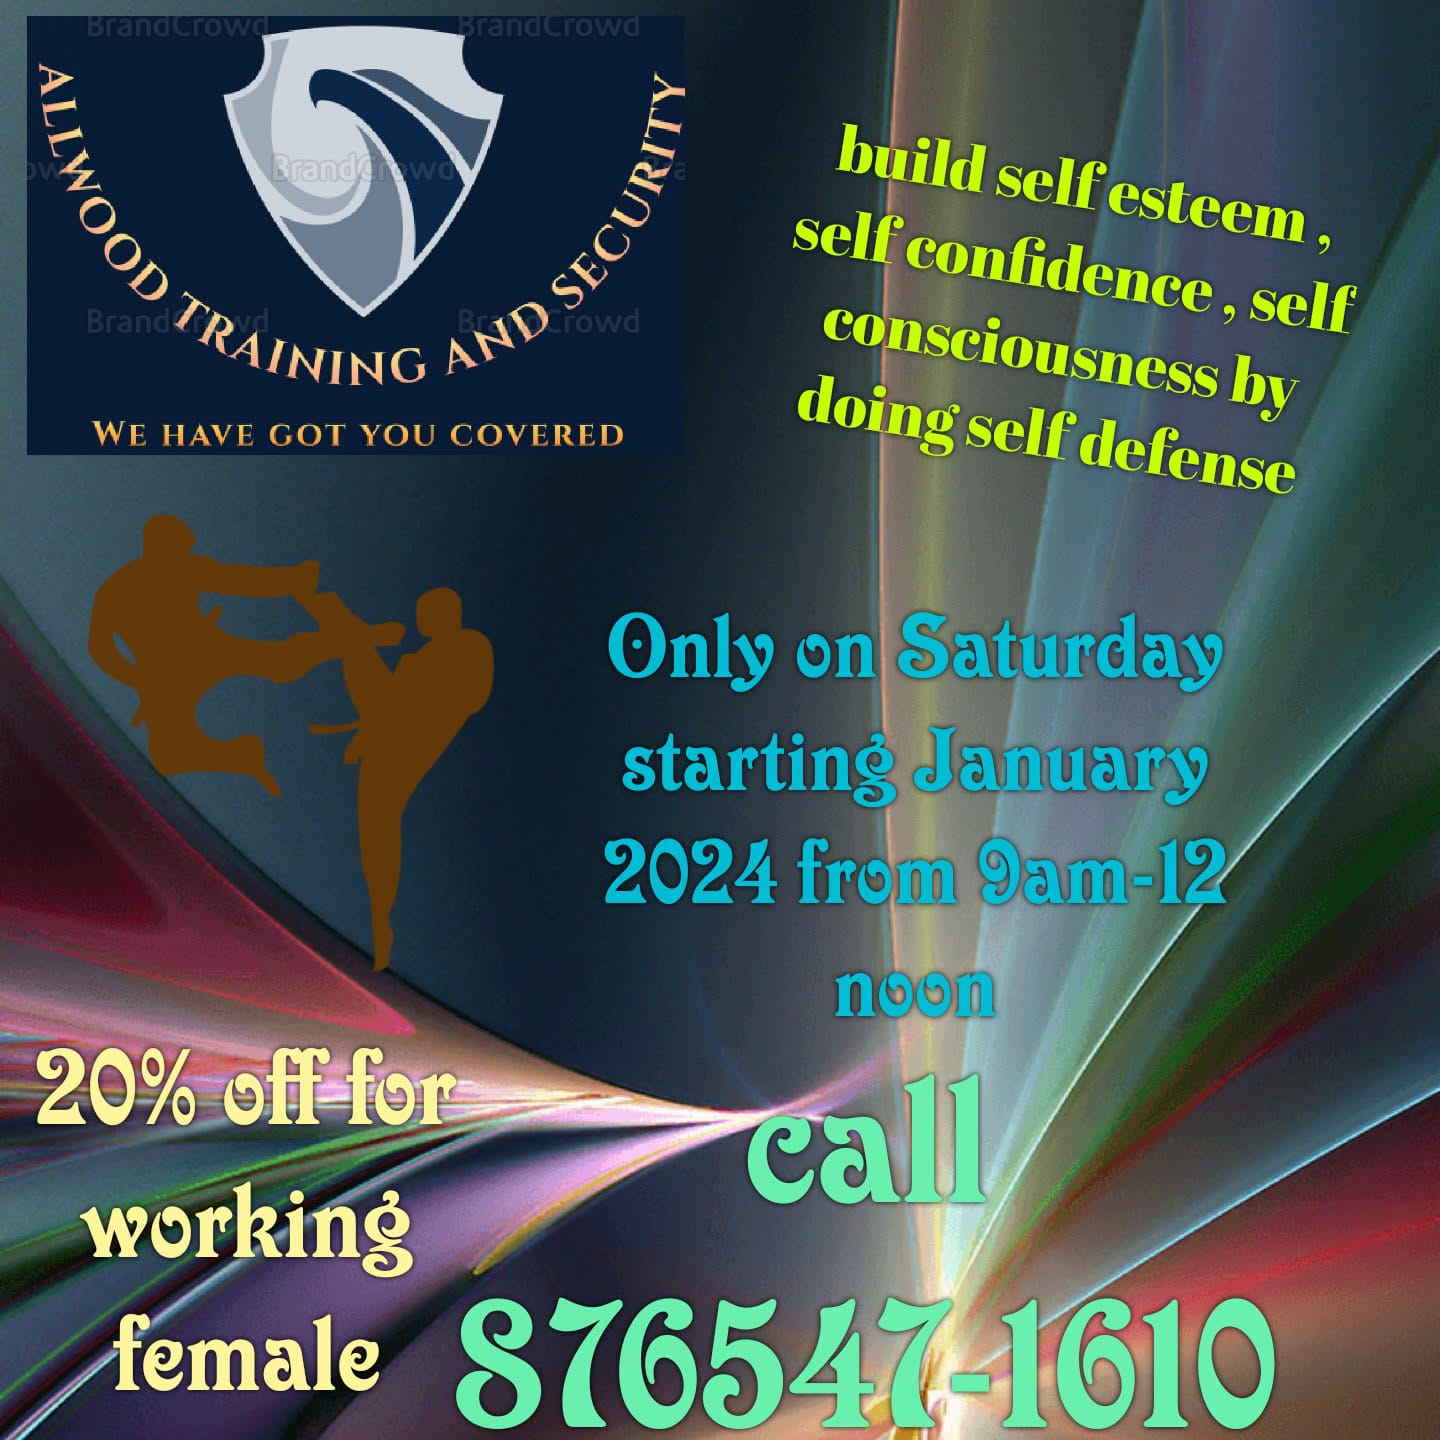 BrandCrowd BrandCrowd
BrandCrowd
BrandCrowd BrandCrowd
ALLWOOD TRAINING AND SECURITY
WE HAVE GOT YOU COVERED
build self esteem ,
self confidence , self
consciousness by
doing self defense
Only on Saturday
starting January
2024 from 9am-12
noon
20% off for
working
female
call
876547-1610